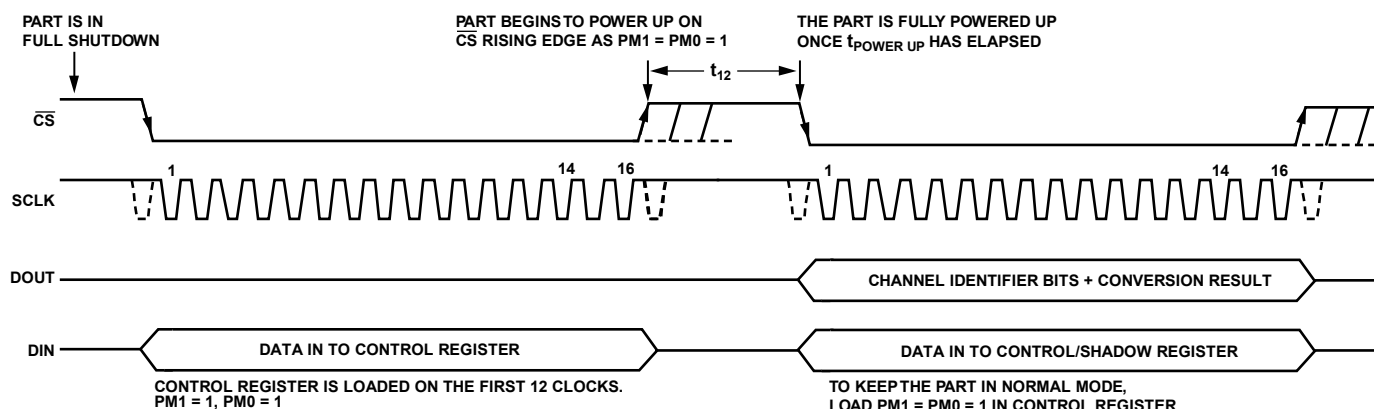 PART IS IN
FULL SHUTDOWN
PART BEGINS TO POWER UP ON
CS RISING EDGE AS PM1 = PM0 = 1
THE PART IS FULLY POWERED UP
ONCE tPOWER UP HAS ELAPSED
t12
CS
1
14
16
1
14
16
SCLK
DOUT
CHANNEL IDENTIFIER BITS + CONVERSION RESULT
DIN
DATA IN TO CONTROL REGISTER
DATA IN TO CONTROL/SHADOW REGISTER
CONTROL REGISTER IS LOADED ON THE FIRST 12 CLOCKS.
PM1 = 1, PM0 = 1
TO KEEP THE PART IN NORMAL MODE,
LOAD PM1 = PM0 = 1 IN CONTROL REGISTER